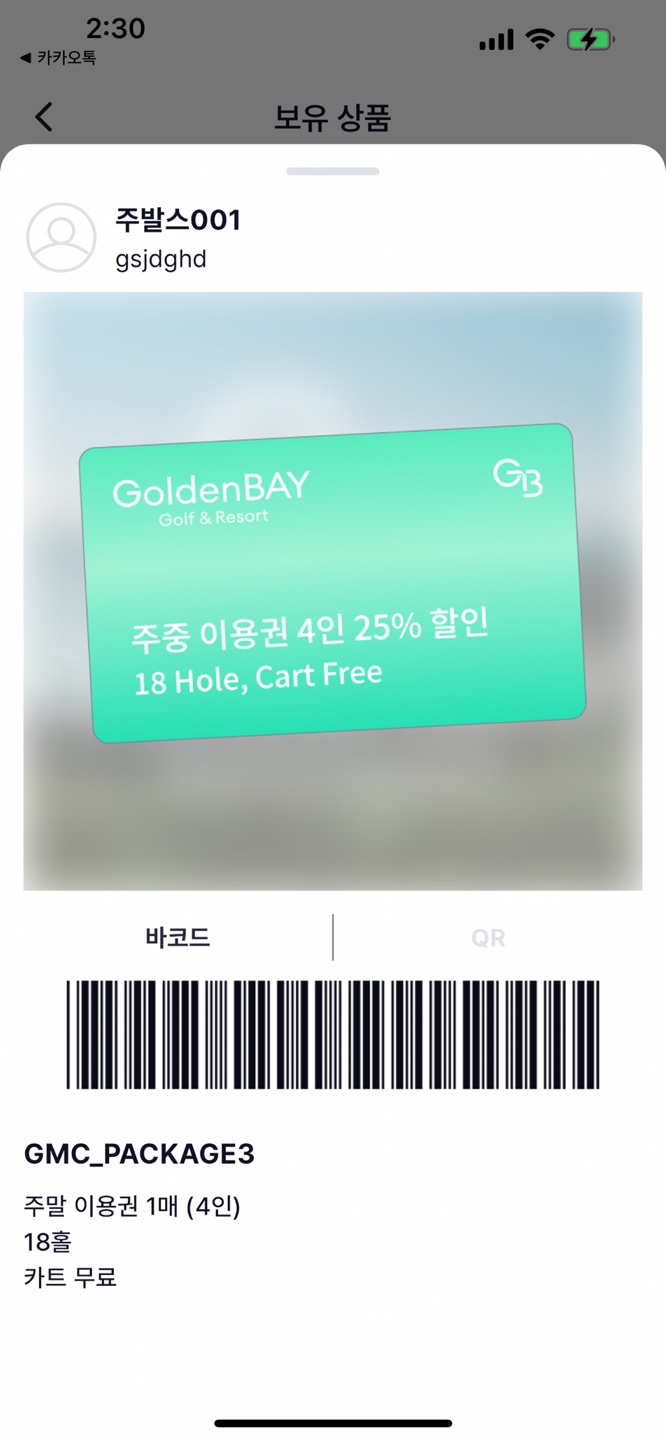 2:30
◀ 카카오톡
보유 상품
주발스001
gsjdghd
GoldenBAY
Golf & Resort
GB
주중 이용권 4인 25% 할인
18 Hole, Cart Free
바코드
QR
GMC_PACKAGE3
주말 이용권 1매 (4인)
18홀
카트 무료